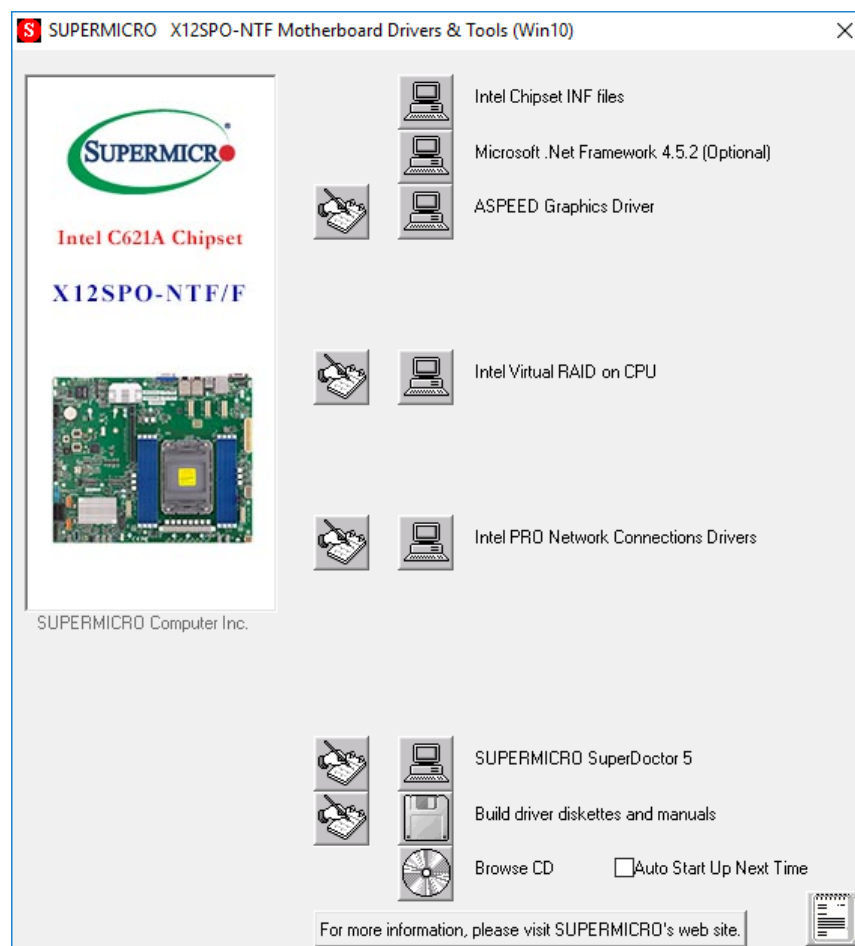 S SUPERMICRO X12SPO-NTF Motherboard Drivers & Tools (Win10)
SUPERMICR
Intel C621A Chipset
X12SPO-NTF/F
SUPERMICRO Computer Inc.
Intel Chipset INF files
Microsoft .Net Framework 4.5.2 (Optional)
ASPEED Graphics Driver
Intel Virtual RAID on CPU
Intel PRO Network Connections Drivers
SUPERMICRO SuperDoctor 5
Build driver diskettes and manuals
Browse CD
Auto Start Up Next Time
For more information, please visit SUPERMICRO's web site.